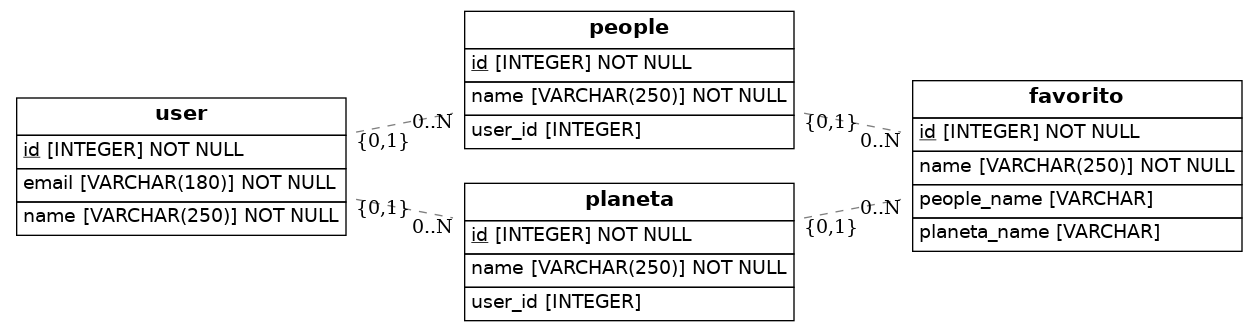 user
id [INTEGER] NOT NULL
email [VARCHAR(180)] NOT NULL
name [VARCHAR(250)] NOT NULL
{0,1}
0..N
{0,1}
0..N
people
id [INTEGER] NOT NULL
name [VARCHAR(250)] NOT NULL
user_id [INTEGER]
planeta
id [INTEGER] NOT NULL
name [VARCHAR(250)] NOT NULL
user_id [INTEGER]
{0,1}
0..N
0..N
{0,1}
favorito
id [INTEGER] NOT NULL
name [VARCHAR(250)] NOT NULL
people_name [VARCHAR]
planeta_name [VARCHAR]